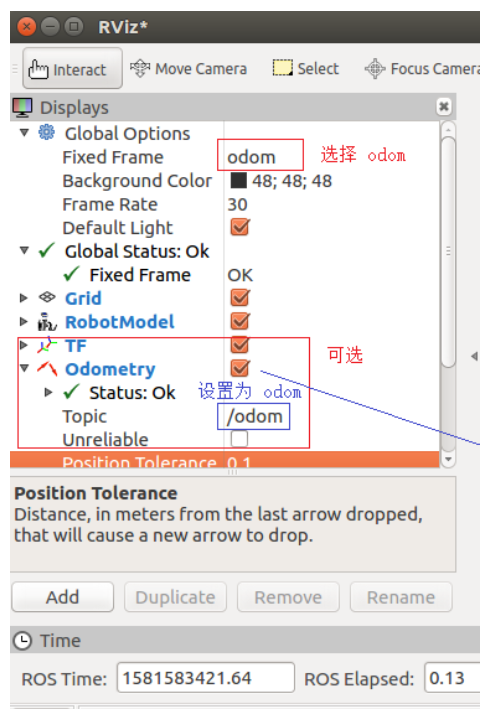 RViz*
Interact Move Camera Select Focus Camera
Displays
Global Options
Fixed Frame odom 选择 odom
Background Color 48; 48; 48
Frame Rate 30
Default Light
Global Status: Ok
Fixed Frame OK
Grid
RobotModel
TF 可选
Odometry
Status: Ok 设置为 odom
Topic /odom
Unreliable
Position Tolerance 0.1
Position Tolerance
Distance, in meters from the last arrow dropped,
that will cause a new arrow to drop.
Add Duplicate Remove Rename
Time
ROS Time: 1581583421.64 ROS Elapsed: 0.13